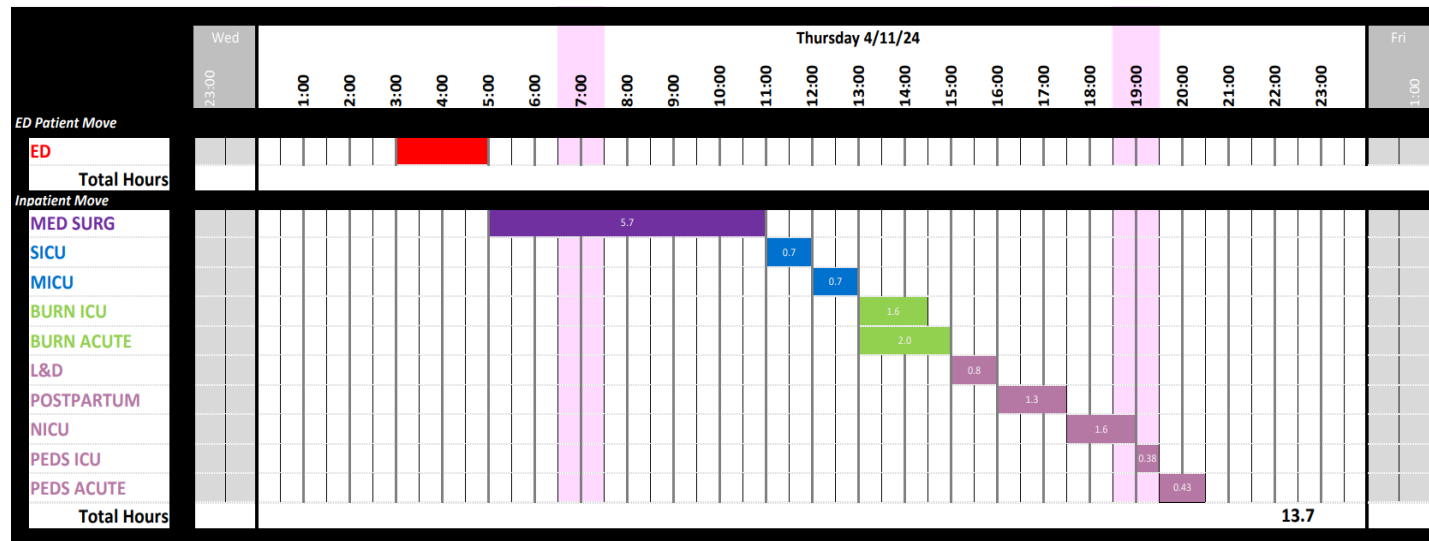 Wed Thursday 4/11/24 Fri
23:00 1:00 2:00 3:00 4:00 5:00 6:00 7:00 8:00 9:00 10:00 11:00 12:00 13:00 14:00 15:00 16:00 17:00 18:00 19:00 20:00 21:00 22:00 23:00 1:00
ED Patient Move
ED
Total Hours
Inpatient Move
MED SURG 5.7
SICU 0.7
MICU 0.7
BURN ICU 1.6
BURN ACUTE 2.0
L&D 0.8
POSTPARTUM 1.3
NICU 1.6
PEDS ICU 0.38
PEDS ACUTE 0.43
Total Hours 13.7